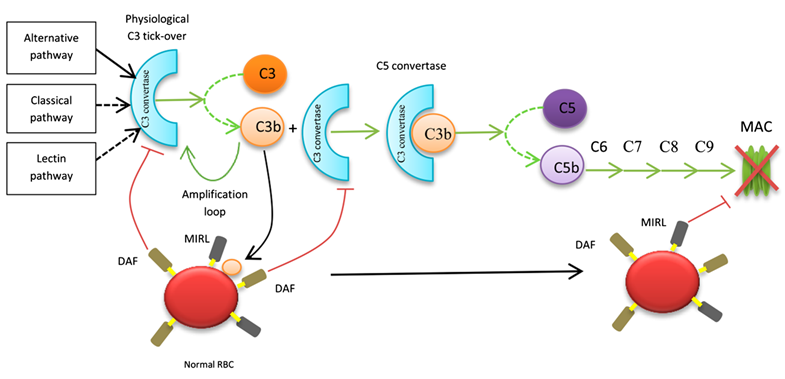 Physiological
C3 tick-over
Alternative
pathway
Classical
pathway
Lectin
pathway
C3 convertase
C3
C3b
+
C3 convertase
C5 convertase
C3 convertase
C3b
C5
C5b
C6
C7
C8
C9
MAC
Amplification
loop
DAF
MIRL
DAF
Normal RBC
DAF
MIRL